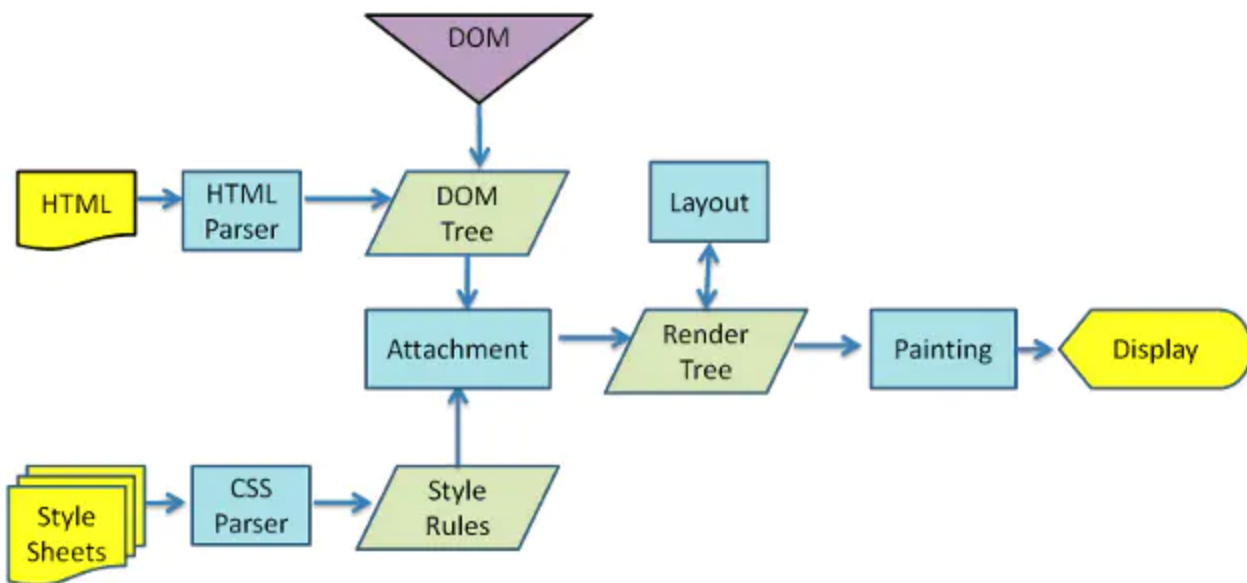 DOM
HTML
HTML
Parser
DOM
Tree
Layout
Attachment
Render
Tree
Painting
Display
Style
Sheets
CSS
Parser
Style
Rules